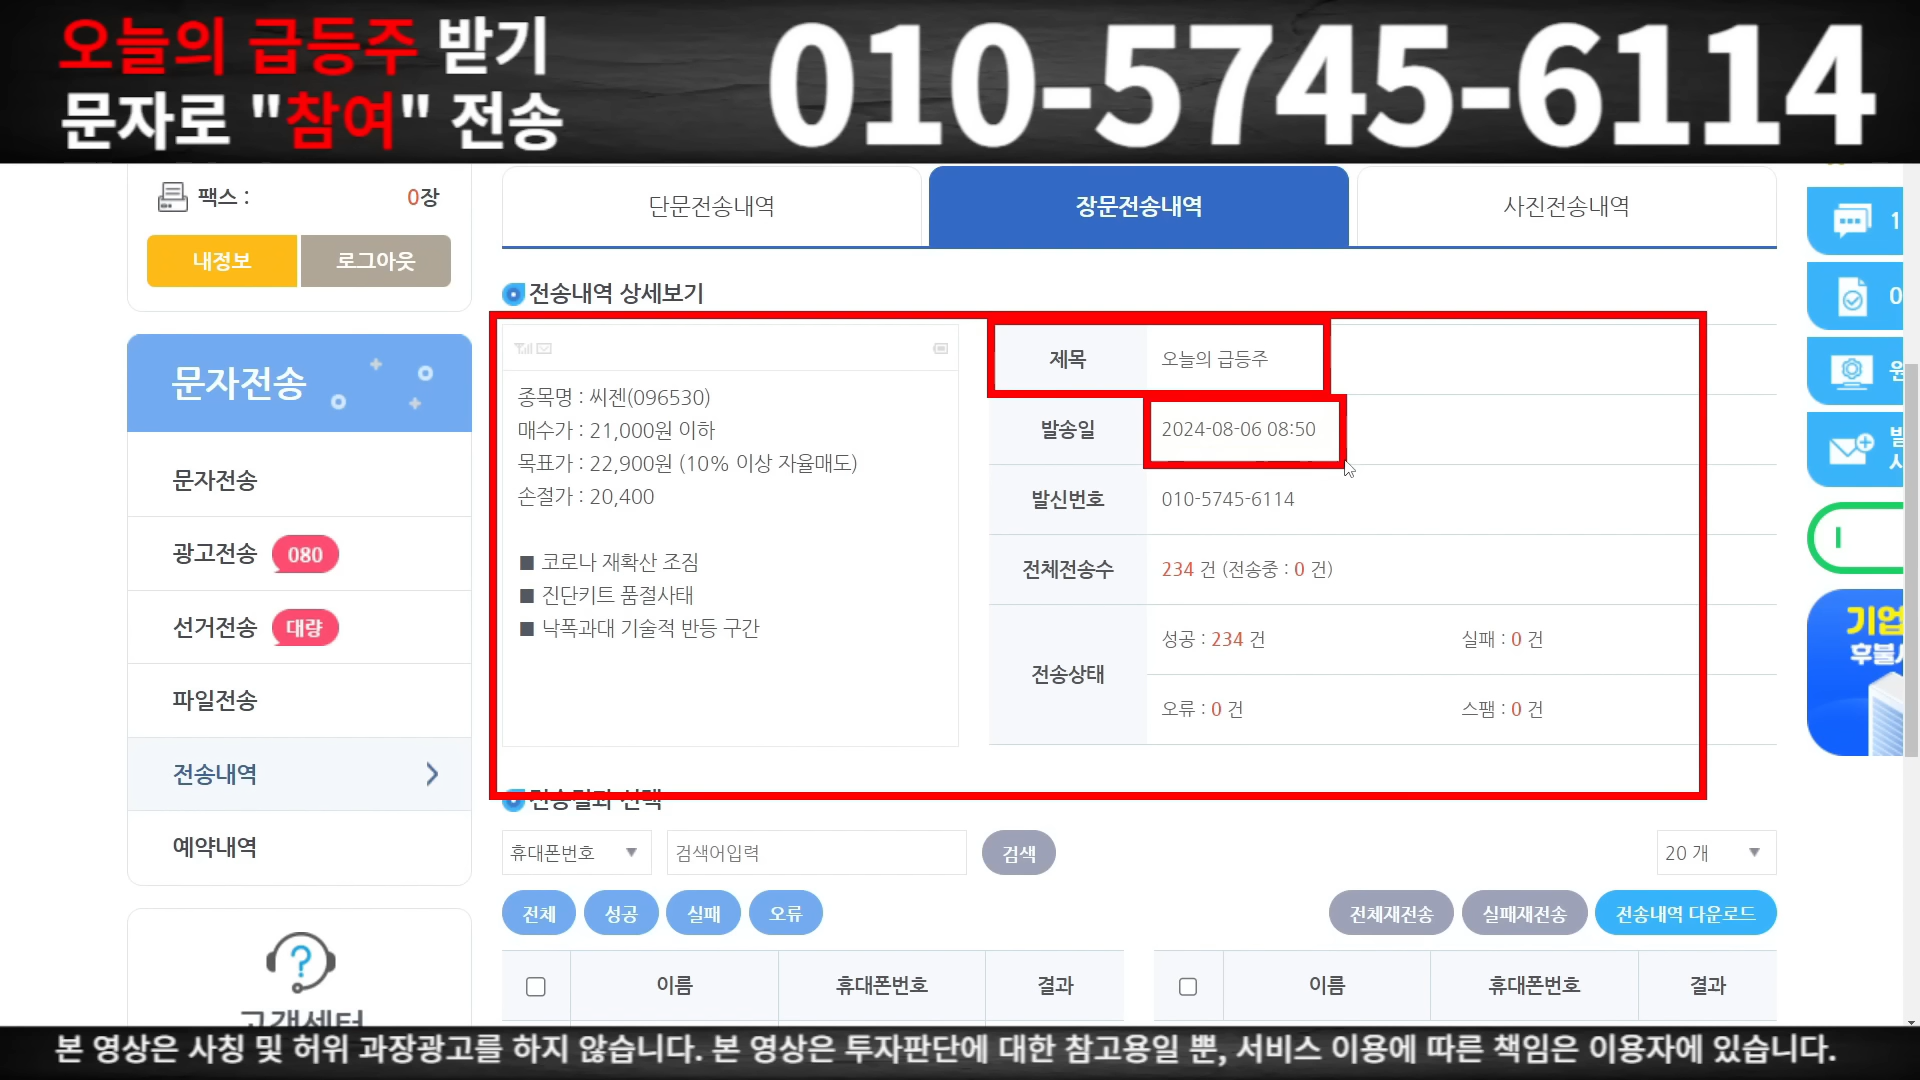 오늘의 급등주 받기
문자로 "참여" 전송
010-5745-6114
팩스 : 0장
내정보 로그아웃
문자전송
문자전송
광고전송 080
선거전송 대량
파일전송
전송내역
예약내역
고객센터
단문전송내역 장문전송내역 사진전송내역
전송내역 상세보기
종목명 : 씨젠(096530)
매수가 : 21,000원 이하
목표가 : 22,900원 (10% 이상 자율매도)
손절가 : 20,400
■ 코로나 재확산 조짐
■ 진단키트 품절사태
■ 낙폭과대 기술적 반등 구간
제목 오늘의 급등주
발송일 2024-08-06 08:50
발신번호 010-5745-6114
전체전송수 234 건 (전송중 : 0 건)
전송상태
성공 : 234 건 실패 : 0 건
오류 : 0 건 스팸 : 0 건
전송결과 선택
휴대폰번호 검색어입력 검색 20 개
전체 성공 실패 오류 전체재전송 실패재전송 전송내역 다운로드
이름 휴대폰번호 결과 이름 휴대폰번호 결과
1
0
기업
후불
본 영상은 사칭 및 허위 과장광고를 하지 않습니다. 본 영상은 투자판단에 대한 참고용일 뿐, 서비스 이용에 따른 책임은 이용자에 있습니다.